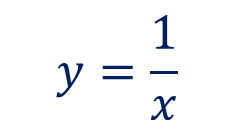 y = 1/x